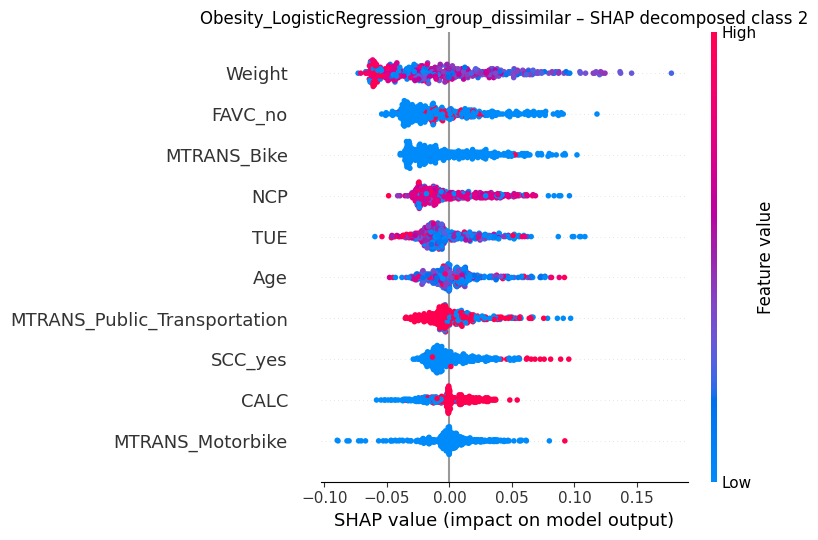 Obesity_LogisticRegression_group_dissimilar – SHAP decomposed class 2
High
Weight
FAVC_no
MTRANS_Bike
NCP
TUE
Age
MTRANS_Public_Transportation
SCC_yes
CALC
MTRANS_Motorbike
Feature value
Low
−0.10 −0.05 0.00 0.05 0.10 0.15
SHAP value (impact on model output)